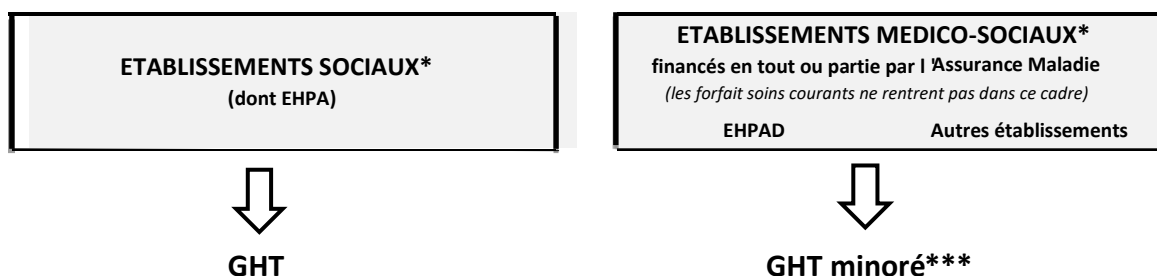 ETABLISSEMENTS SOCIAUX*
(dont EHPA)
ETABLISSEMENTS MEDICO-SOCIAUX*
financés en tout ou partie par l 'Assurance Maladie
(les forfait soins courants ne rentrent pas dans ce cadre)
EHPAD Autres établissements
GHT
GHT minoré***